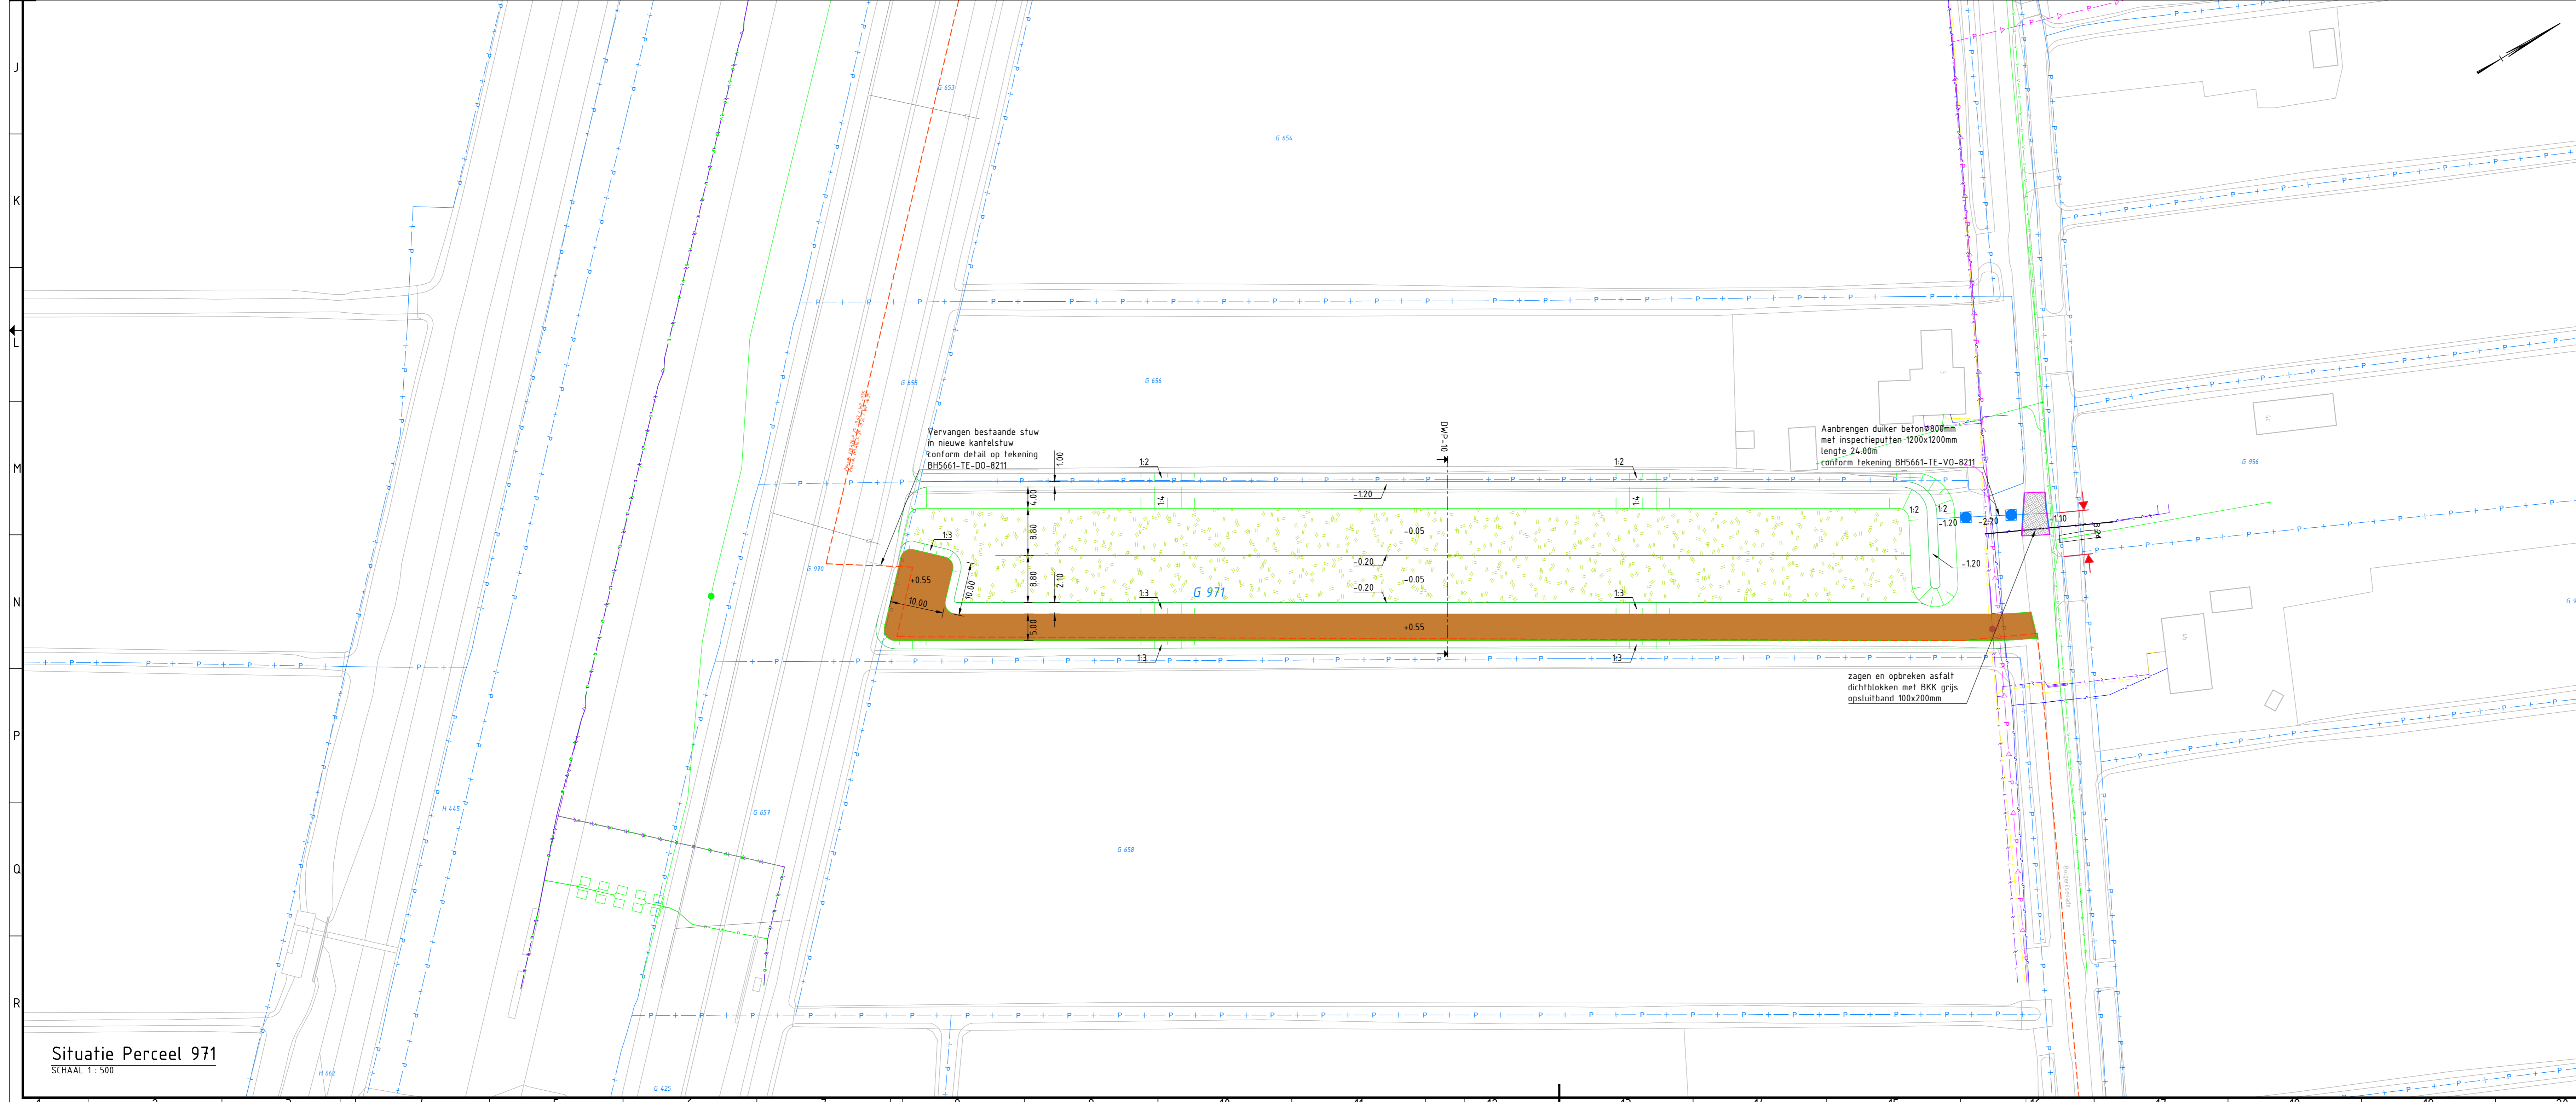 J
K
L
M
N
P
Q
R
G 653
G 654
G 655
G 656
Vervangen bestaande stuw
in nieuwe kantelstuw
conform detail op tekening
BH5661-TE-DO-8211
DWP-10
Aanbrengen duiker beton ø800mm
met inspectieputten 1200x1200mm
lengte 24.00m
conform tekening BH5661-TE-VO-8211
G 956
1:2
1:2
1.00
4.00
1:4
1:4
-1.20
8.80
-0.05
1:2
1:2
-1.20
-2.20
-1.10
1:3
-0.20
-1.20
G 970
+0.55
10.00
10.00
8.80
2.10
-0.05
-0.20
G 971
1:3
1:3
5.00
+0.55
1:3
1:3
zagen en opbreken asfalt
dichtblokken met BKK grijs
opsluitband 100x200mm
H 445
G 657
G 658
Situatie Perceel 971
SCHAAL 1 : 500
H 662
G 425